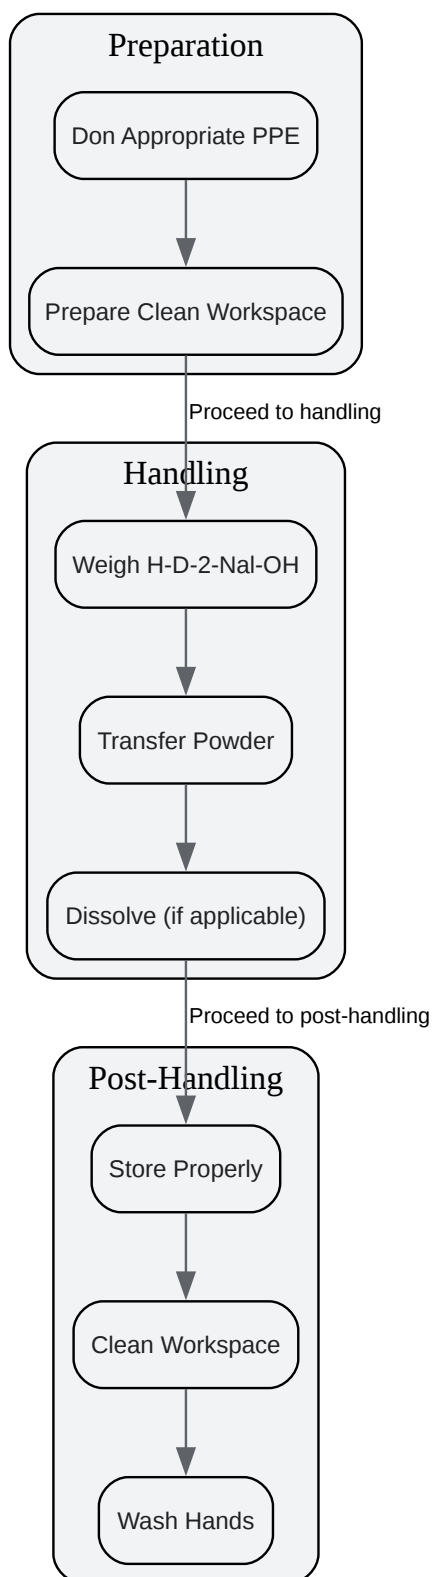 Preparation
Don Appropriate PPE
Prepare Clean Workspace
Proceed to handling
Handling
Weigh H-D-2-Nal-OH
Transfer Powder
Dissolve (if applicable)
Proceed to post-handling
Post-Handling
Store Properly
Clean Workspace
Wash Hands